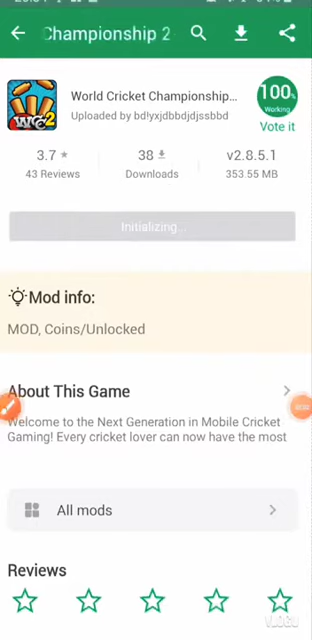 Championship 2
World Cricket Championship...
Uploaded by bd!yxjdbbdjdjssbbd
100%
Working
Vote it
WCC2
3.7 ★
43 Reviews
38
Downloads
v2.8.5.1
353.55 MB
Initializing...
Mod info:
MOD, Coins/Unlocked
About This Game
Welcome to the Next Generation in Mobile Cricket
Gaming! Every cricket lover can now have the most
All mods
Reviews